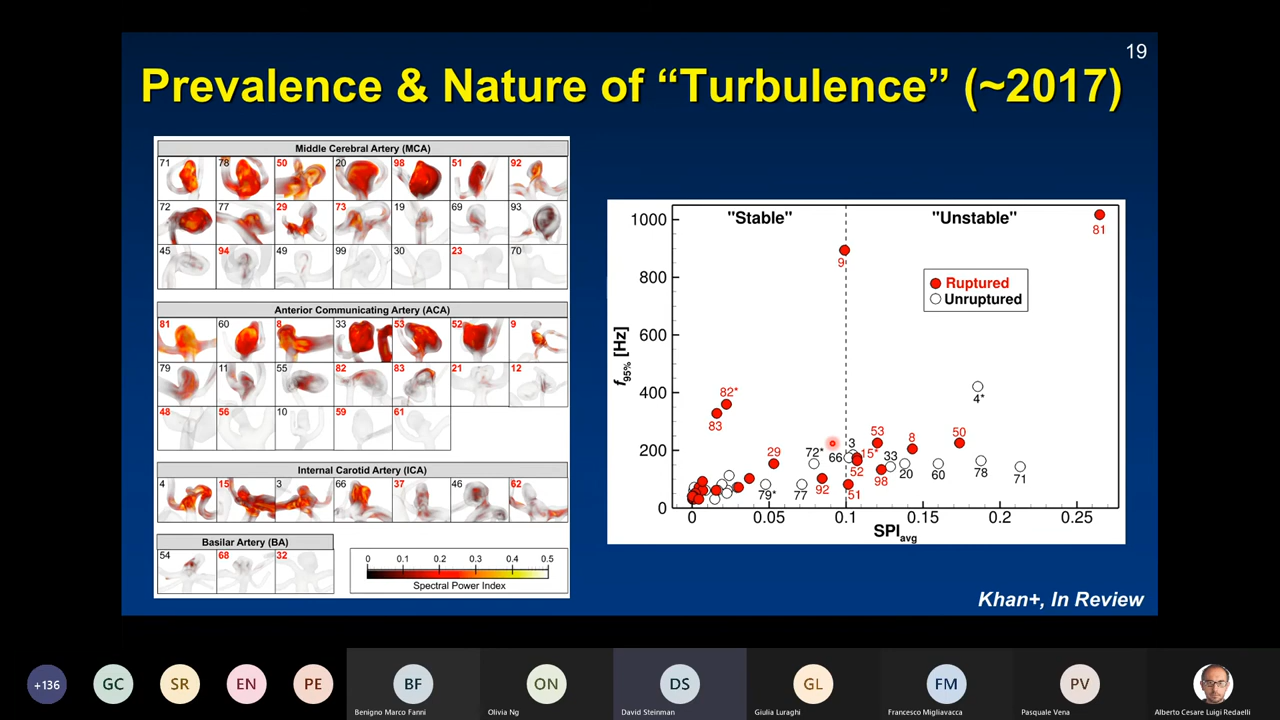 19
Prevalence & Nature of “Turbulence” (~2017)
Middle Cerebral Artery (MCA)
71 78 50 20 98 51 92
72 77 29 73 19 69 93
45 94 49 99 30 23 70
Anterior Communicating Artery (ACA)
81 60 8 33 53 52 9
79 11 55 82 83 21 12
48 56 10 59 61
Internal Carotid Artery (ICA)
4 15 3 66 37 46 62
Basilar Artery (BA)
54 68 32
0 0.1 0.2 0.3 0.4 0.5
Spectral Power Index
"Stable" "Unstable"
1000
81
9
800
Ruptured
Unruptured
600
f95% [Hz]
400
82* 4*
83
200
53 8 50
29 72* 66 3 15* 33
52 98 20 60 78 71
79* 77 92 51
0
0 0.05 0.1 0.15 0.2 0.25
SPIavg
Khan+, In Review
+136 GC SR EN PE BF ON DS GL FM PV
Benigno Marco Fanni Olivia Ng David Steinman Giulia Luraghi Francesco Migliavacca Pasquale Vena Alberto Cesare Luigi Redaelli